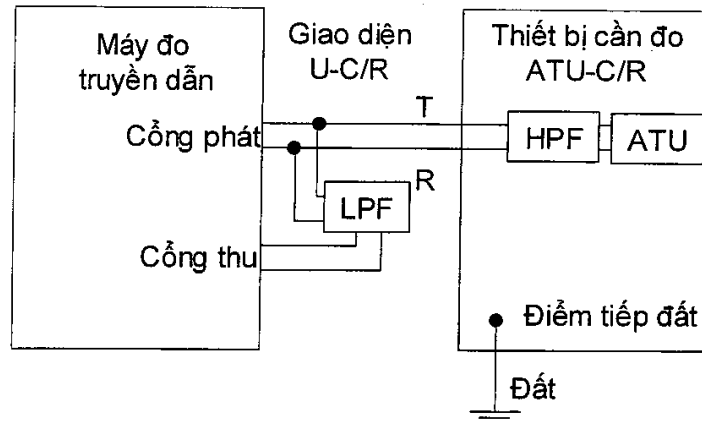 Máy đo
truyền dẫn
Giao diện
U-C/R
Thiết bị cần đo
ATU-C/R
T
Cổng phát
HPF
ATU
R
LPF
Cổng thu
Điểm tiếp đất
Đất